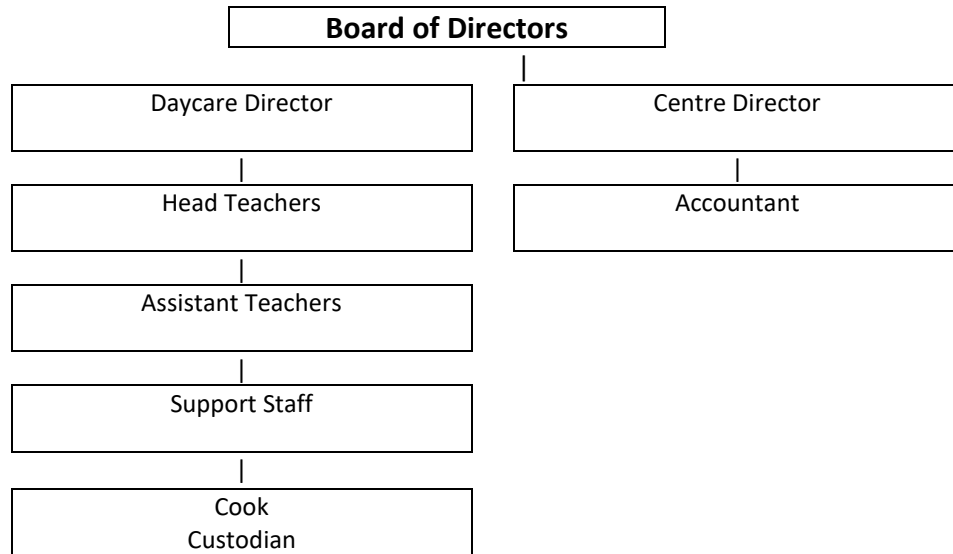 Board of Directors
Daycare Director
Centre Director
Head Teachers
Accountant
Assistant Teachers
Support Staff
Cook
Custodian